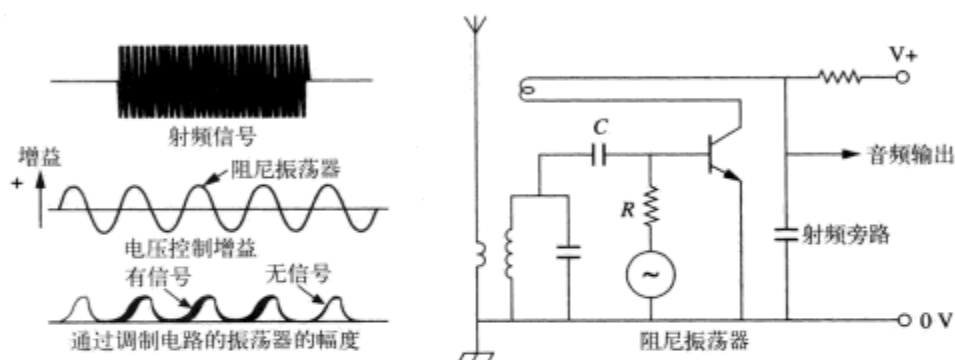 射频信号
增益
+
阻尼振荡器
电压控制增益
有信号
无信号
通过调制电路的振荡器的幅度
V+
C
音频输出
R
射频旁路
~
0 V
阻尼振荡器